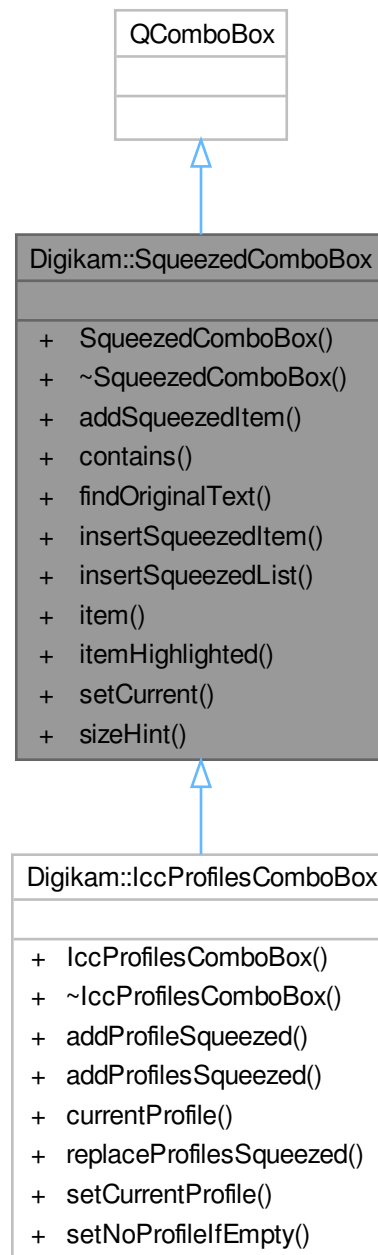 QComboBox
Digikam::SqueezedComboBox
+ SqueezedComboBox()
+ ~SqueezedComboBox()
+ addSqueezedItem()
+ contains()
+ findOriginalText()
+ insertSqueezedItem()
+ insertSqueezedList()
+ item()
+ itemHighlighted()
+ setCurrent()
+ sizeHint()
Digikam::IccProfilesComboBox
+ IccProfilesComboBox()
+ ~IccProfilesComboBox()
+ addProfileSqueezed()
+ addProfilesSqueezed()
+ currentProfile()
+ replaceProfilesSqueezed()
+ setCurrentProfile()
+ setNoProfileIfEmpty()